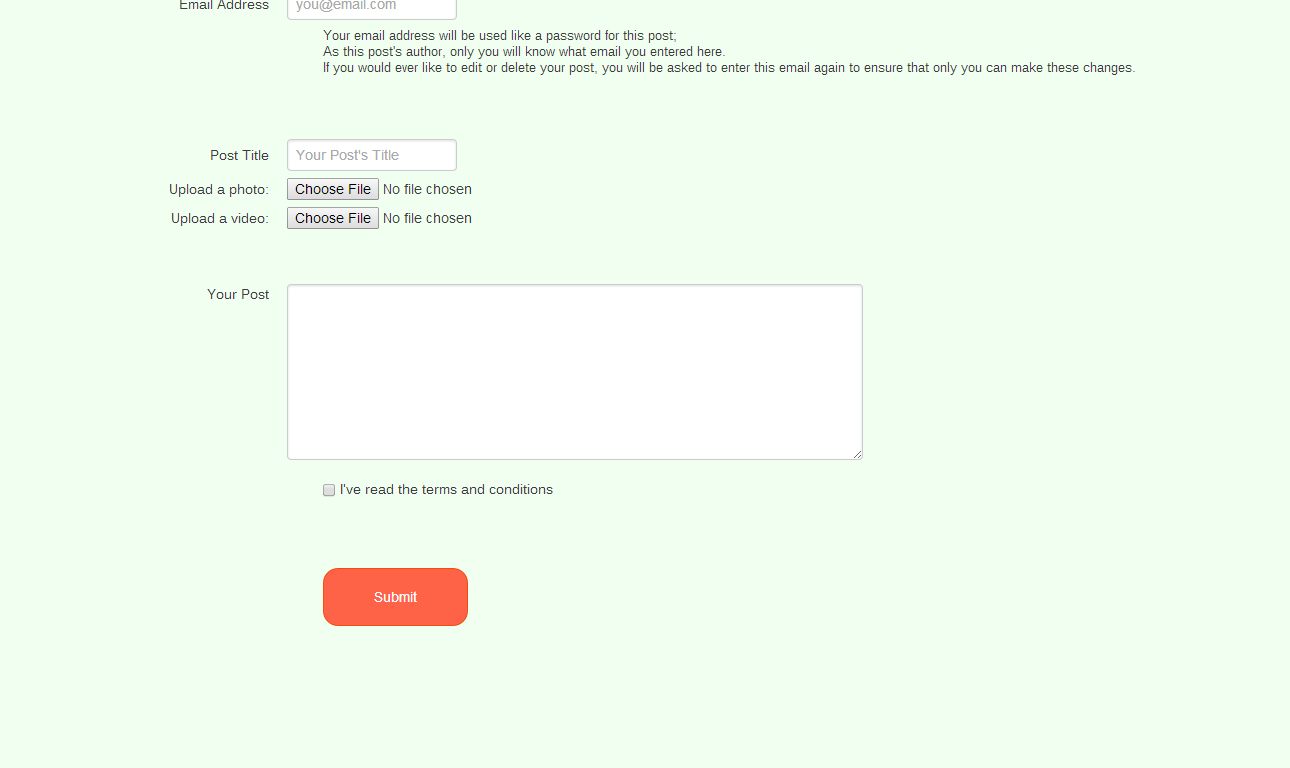 Email Address you@email.com
Your email address will be used like a password for this post;
As this post's author, only you will know what email you entered here.
If you would ever like to edit or delete your post, you will be asked to enter this email again to ensure that only you can make these changes.
Post Title Your Post's Title
Upload a photo: Choose File No file chosen
Upload a video: Choose File No file chosen
Your Post
I've read the terms and conditions
Submit